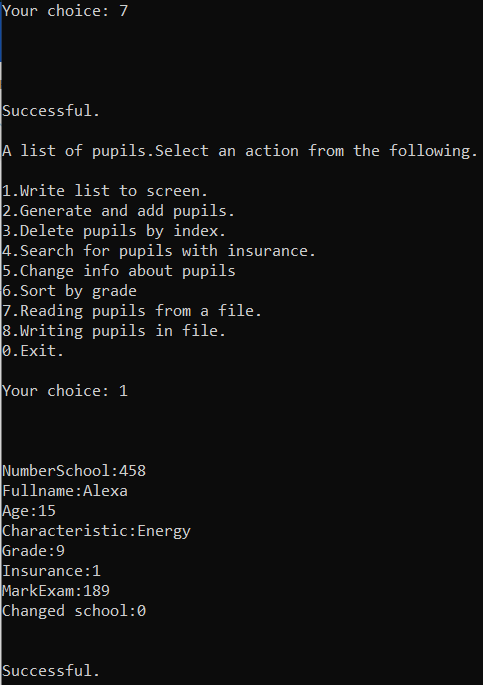 Your choice: 7
Successful.
A list of pupils.Select an action from the following.
1.Write list to screen.
2.Generate and add pupils.
3.Delete pupils by index.
4.Search for pupils with insurance.
5.Change info about pupils
6.Sort by grade
7.Reading pupils from a file.
8.Writing pupils in file.
0.Exit.
Your choice: 1
NumberSchool:458
Fullname:Alexa
Age:15
Characteristic:Energy
Grade:9
Insurance:1
MarkExam:189
Changed school:0
Successful.